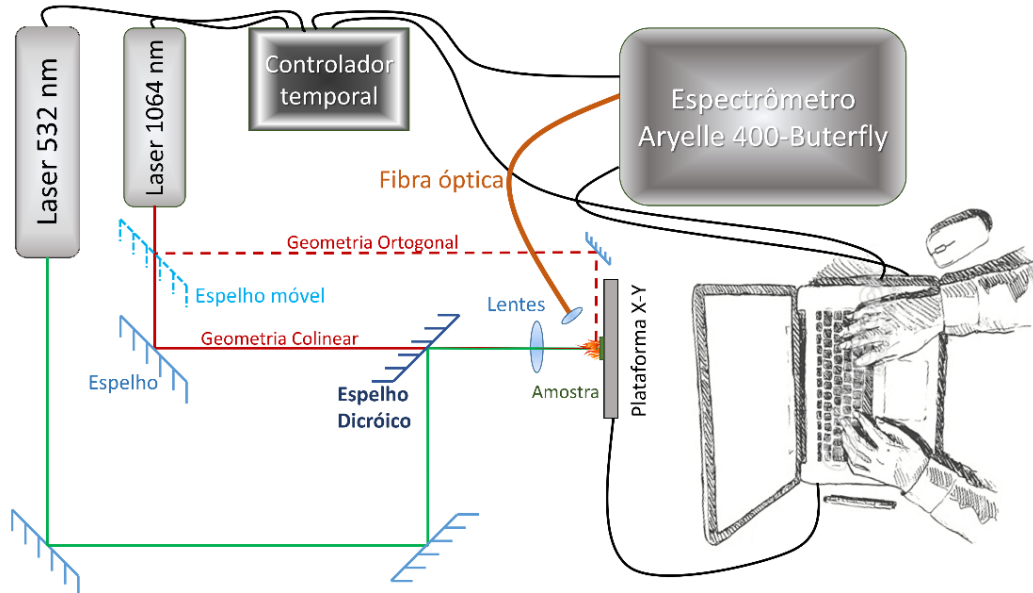 Laser 532 nm
Laser 1064 nm
Controlador
temporal
Espectrômetro
Aryelle 400-Buterfly
Fibra óptica
Geometria Ortogonal
Espelho móvel
Lentes
Geometria Colinear
Espelho
Espelho
Dicróico
Amostra
Plataforma X-Y